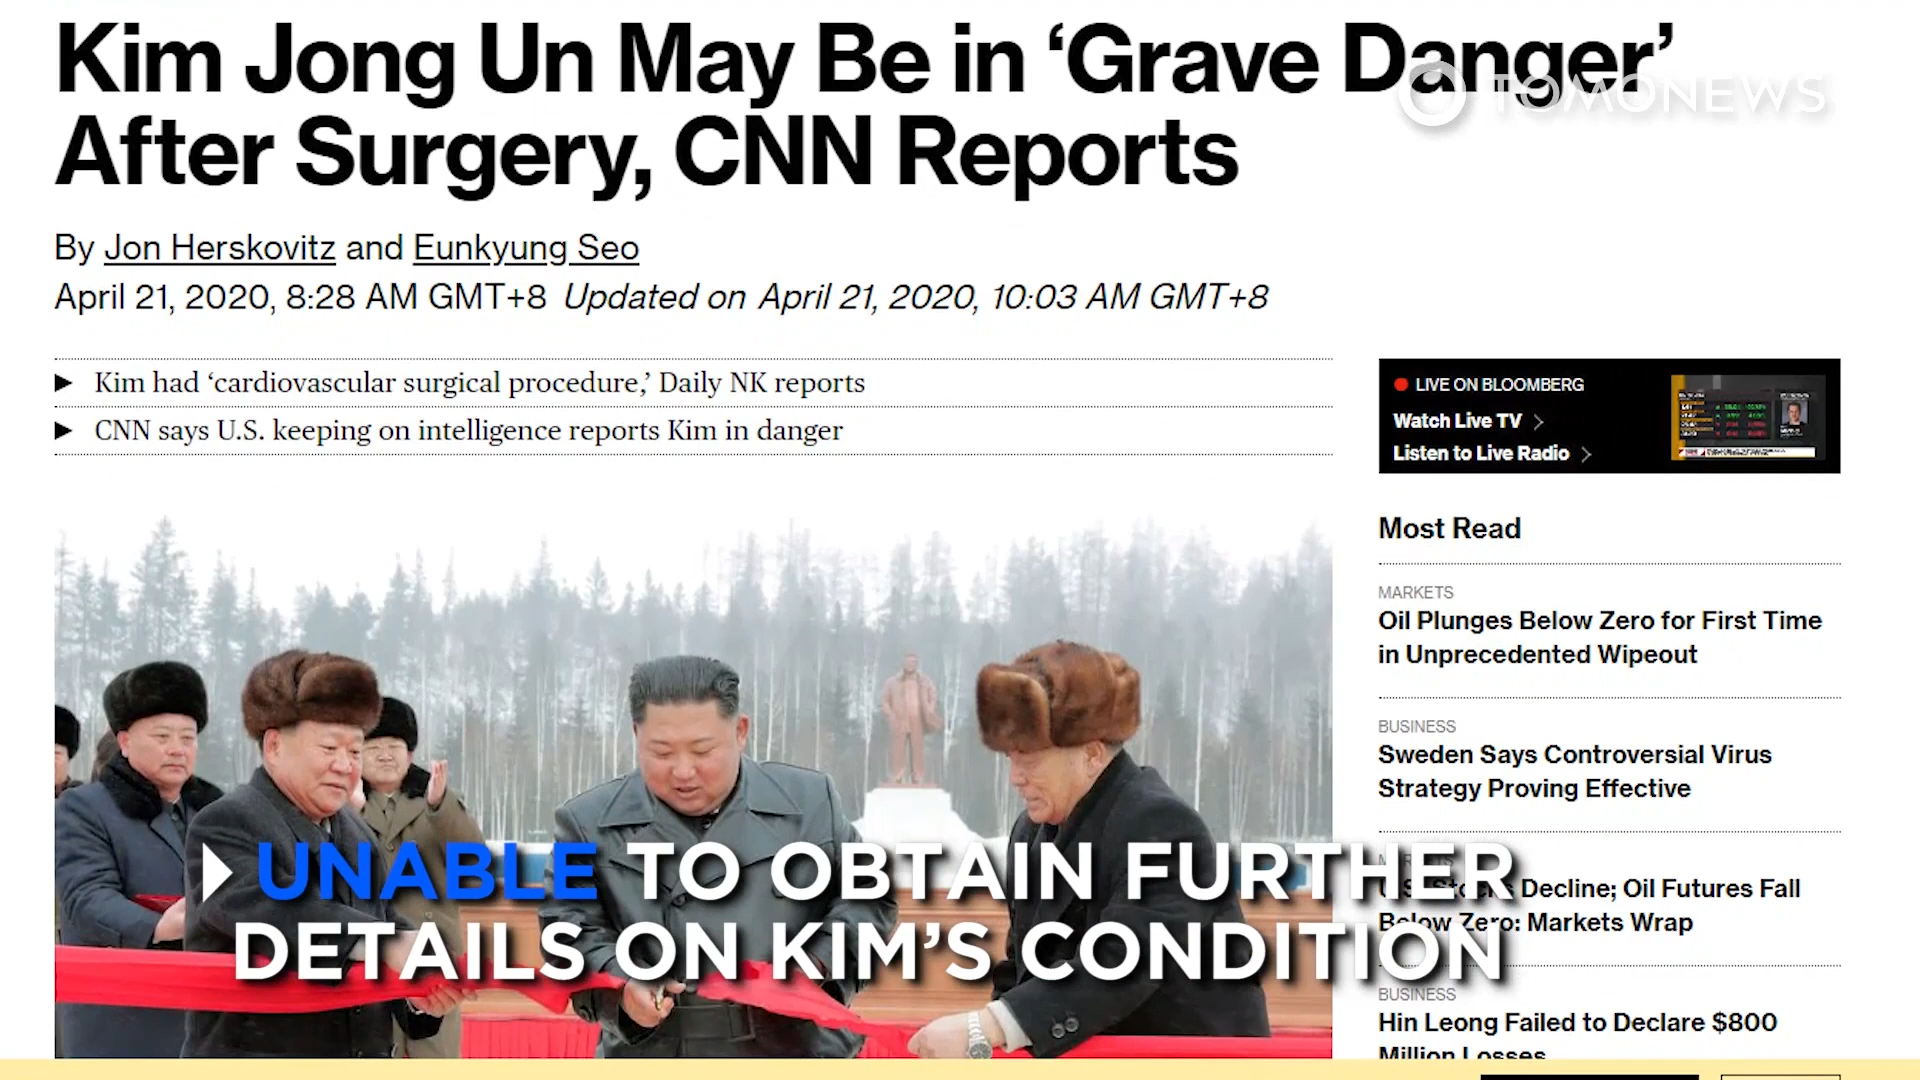 Kim Jong Un May Be in ‘Grave Danger’
After Surgery, CNN Reports
TOMONEWS
By Jon Herskovitz and Eunkyung Seo
April 21, 2020, 8:28 AM GMT+8 Updated on April 21, 2020, 10:03 AM GMT+8
Kim had ‘cardiovascular surgical procedure,’ Daily NK reports
CNN says U.S. keeping on intelligence reports Kim in danger
LIVE ON BLOOMBERG
Watch Live TV
Listen to Live Radio
Most Read
MARKETS
Oil Plunges Below Zero for First Time
in Unprecedented Wipeout
BUSINESS
Sweden Says Controversial Virus
Strategy Proving Effective
MARKETS
U.S. Stocks Decline; Oil Futures Fall
Below Zero: Markets Wrap
BUSINESS
Hin Leong Failed to Declare $800
Million Losses
UNABLE TO OBTAIN FURTHER
DETAILS ON KIM’S CONDITION